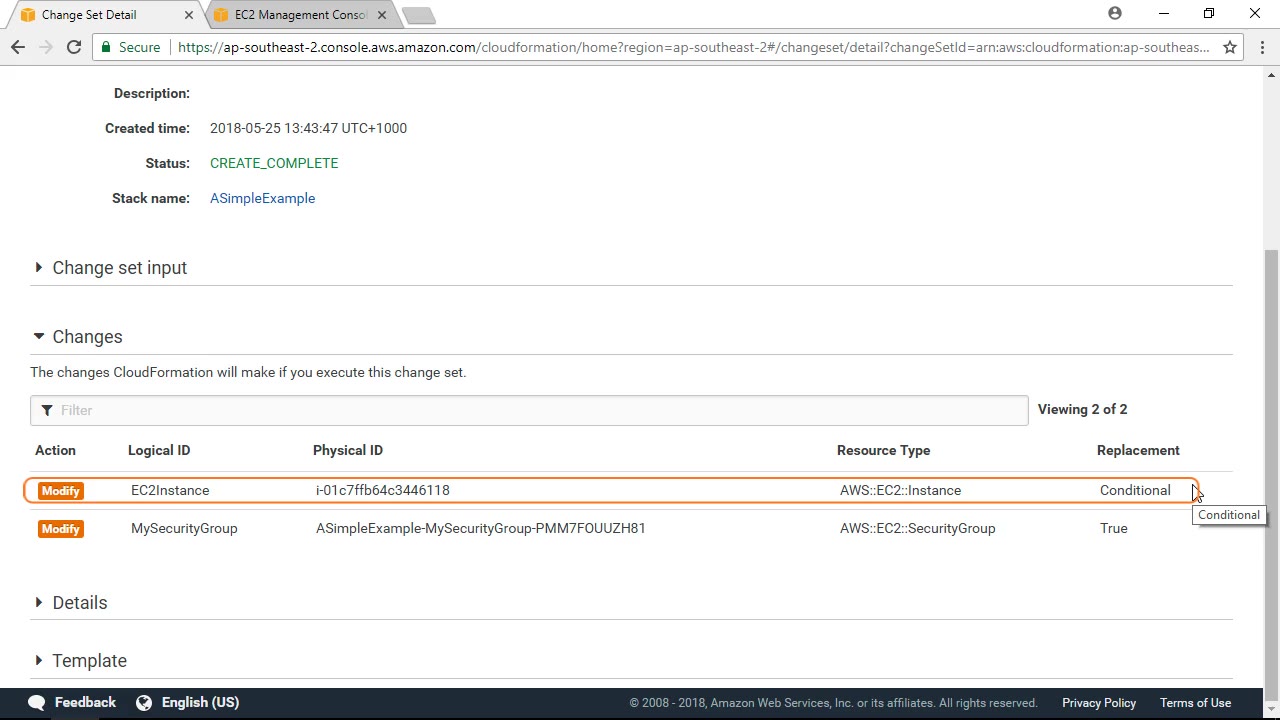 Change Set Detail
EC2 Management Consol
Secure https://ap-southeast-2.console.aws.amazon.com/cloudformation/home?region=ap-southeast-2#/changeset/detail?changeSetId=arn:aws:cloudformation:ap-southeas...
Description:
Created time: 2018-05-25 13:43:47 UTC+1000
Status: CREATE_COMPLETE
Stack name: ASimpleExample
Change set input
Changes
The changes CloudFormation will make if you execute this change set.
Filter Viewing 2 of 2
Action Logical ID Physical ID Resource Type Replacement
Modify EC2Instance i-01c7ffb64c3446118 AWS::EC2::Instance Conditional
Conditional
Modify MySecurityGroup ASimpleExample-MySecurityGroup-PMM7FOUUZH81 AWS::EC2::SecurityGroup True
Details
Template
Feedback English (US) © 2008 - 2018, Amazon Web Services, Inc. or its affiliates. All rights reserved. Privacy Policy Terms of Use